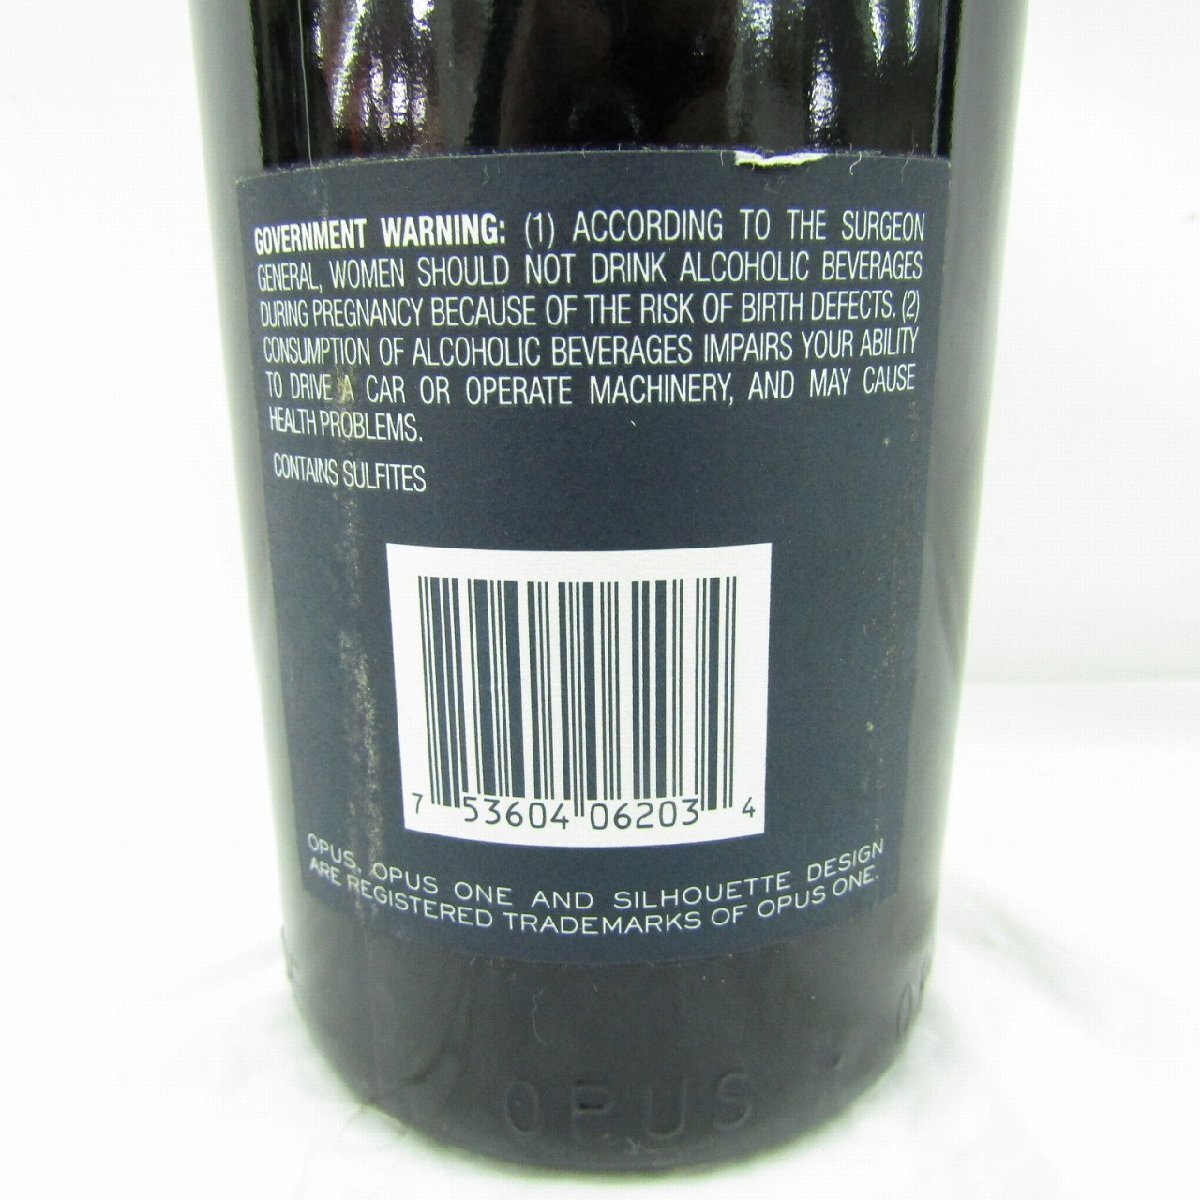 GOVERNMENT WARNING: (1) ACCORDING TO THE SURGEON
GENERAL, WOMEN SHOULD NOT DRINK ALCOHOLIC BEVERAGES
DURING PREGNANCY BECAUSE OF THE RISK OF BIRTH DEFECTS. (2)
CONSUMPTION OF ALCOHOLIC BEVERAGES IMPAIRS YOUR ABILITY
TO DRIVE A CAR OR OPERATE MACHINERY, AND MAY CAUSE
HEALTH PROBLEMS.
CONTAINS SULFITES
7 53604 06203 4
OPUS, OPUS ONE AND SILHOUETTE DESIGN
ARE REGISTERED TRADEMARKS OF OPUS ONE.
OPUS